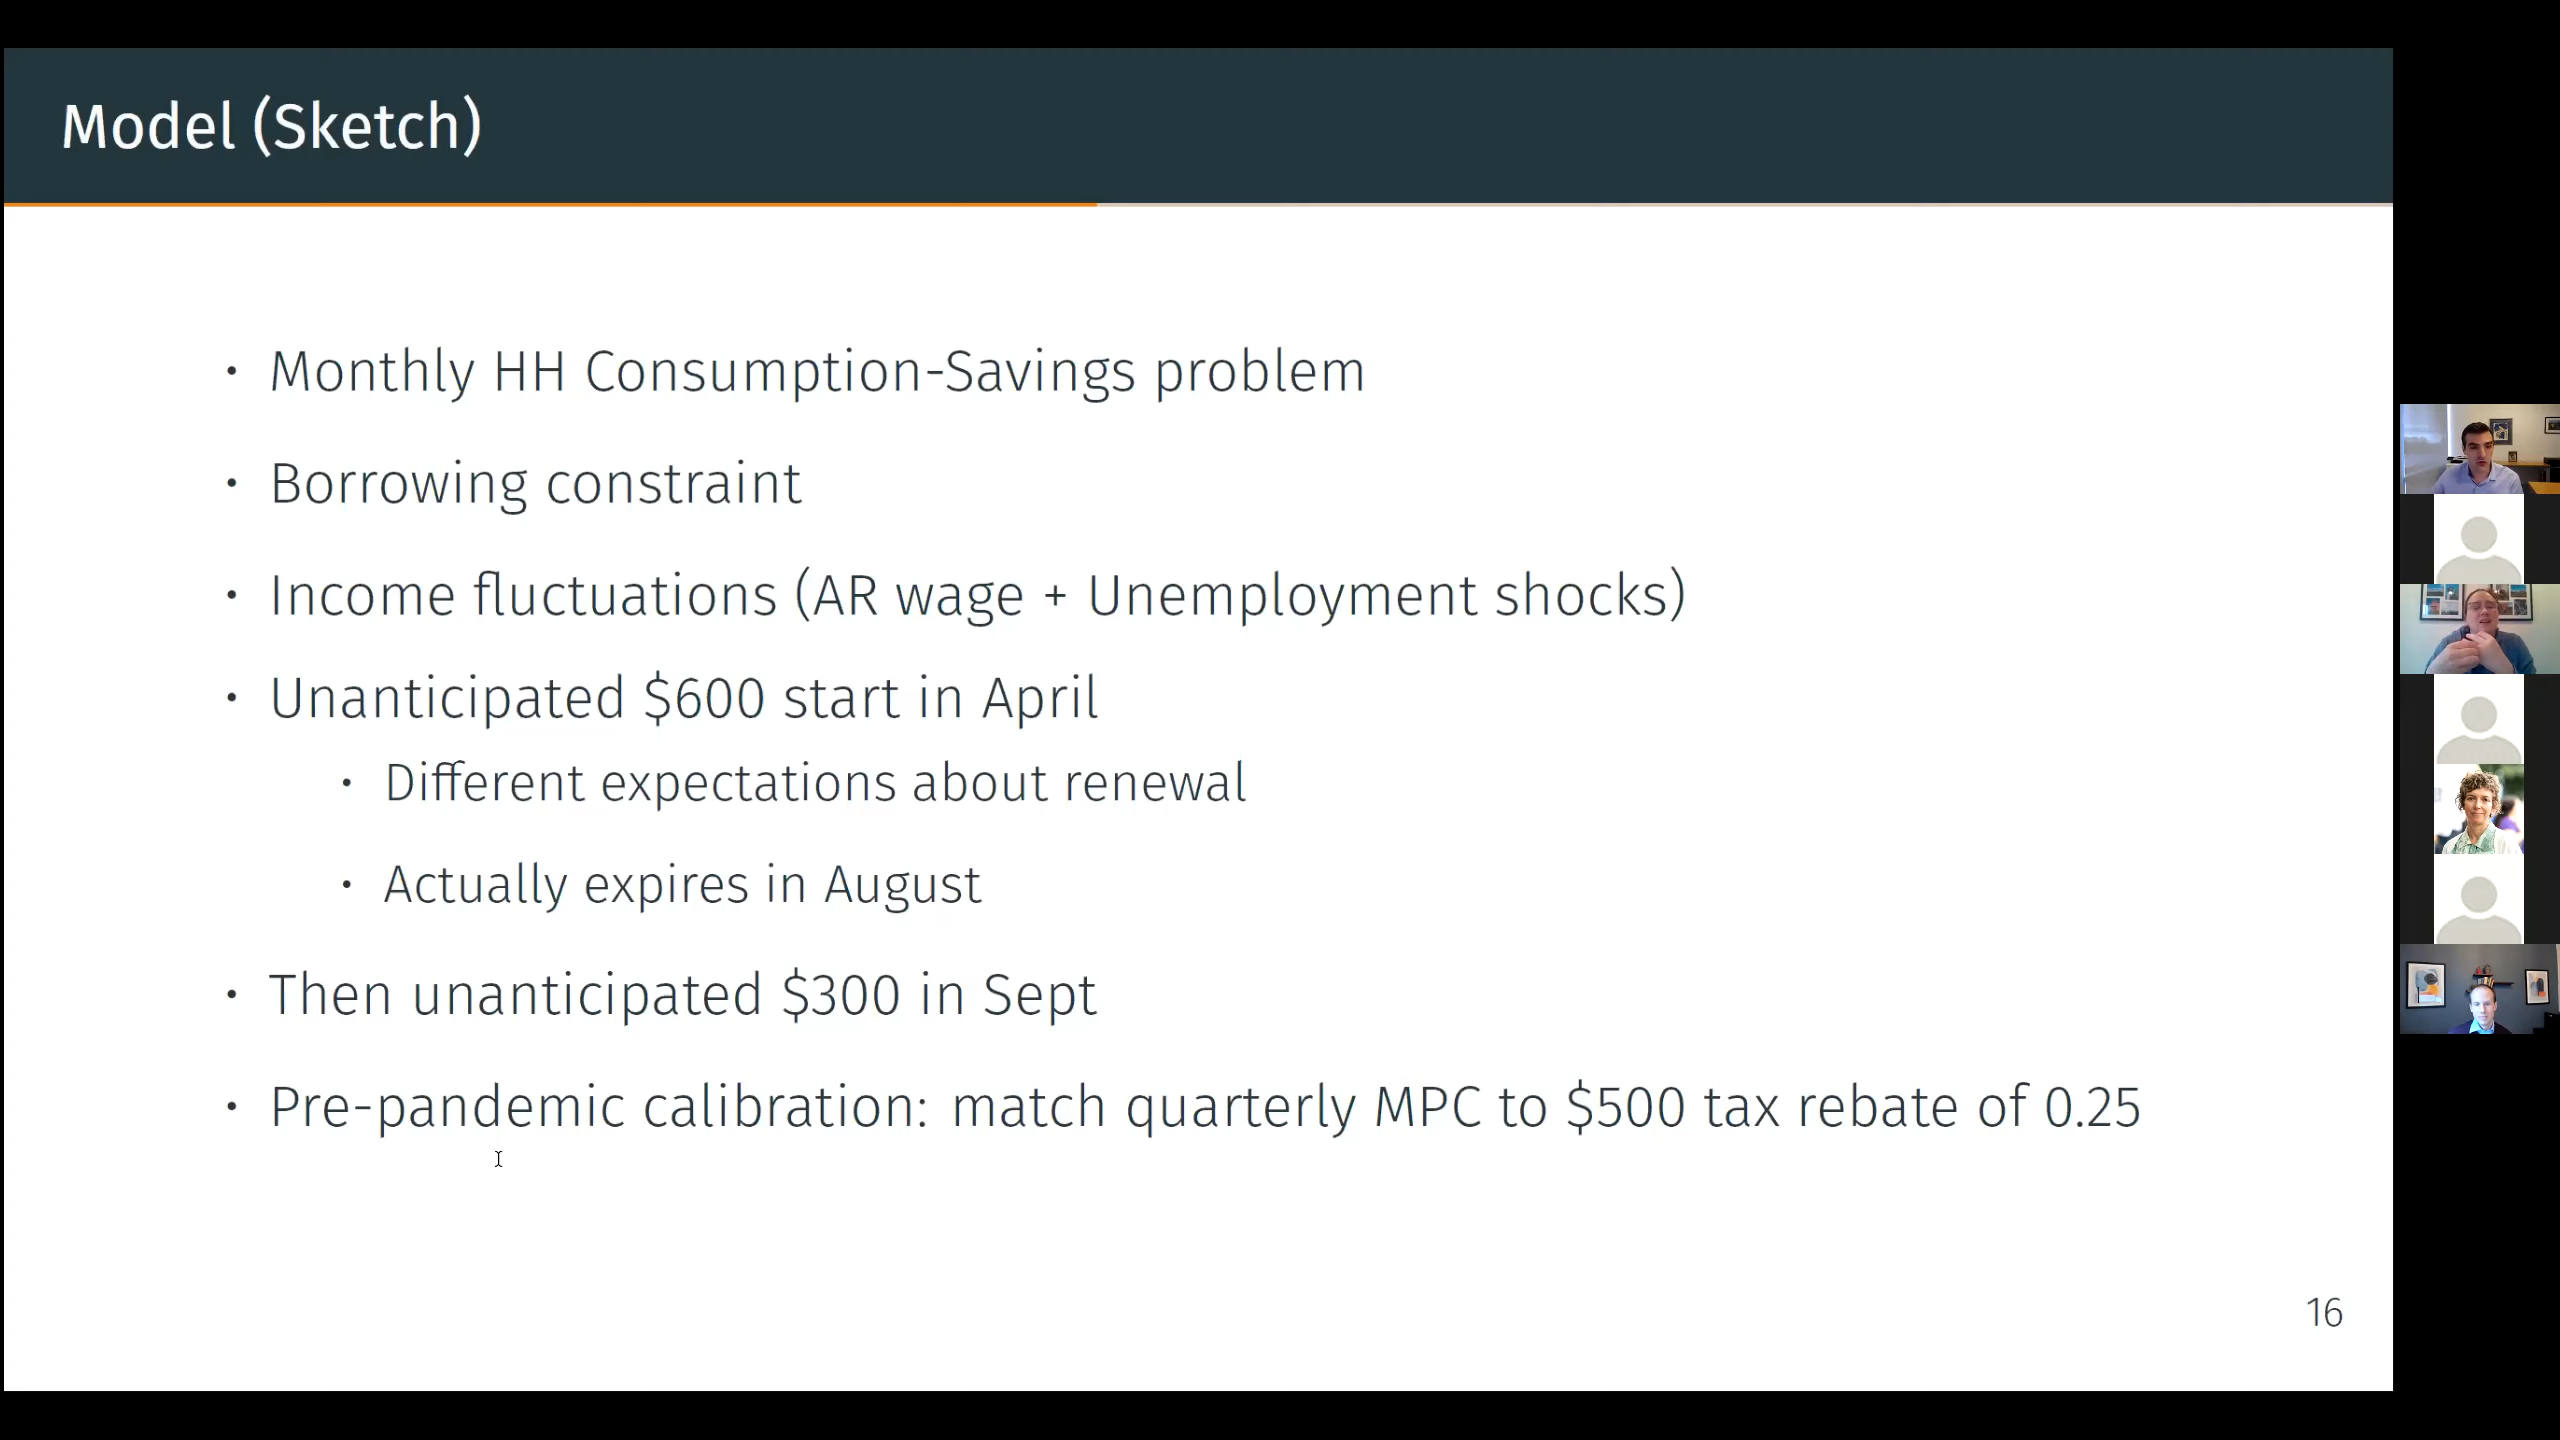 Model (Sketch)
• Monthly HH Consumption-Savings problem
• Borrowing constraint
• Income fluctuations (AR wage + Unemployment shocks)
• Unanticipated $600 start in April
• Different expectations about renewal
• Actually expires in August
• Then unanticipated $300 in Sept
• Pre-pandemic calibration: match quarterly MPC to $500 tax rebate of 0.25
16